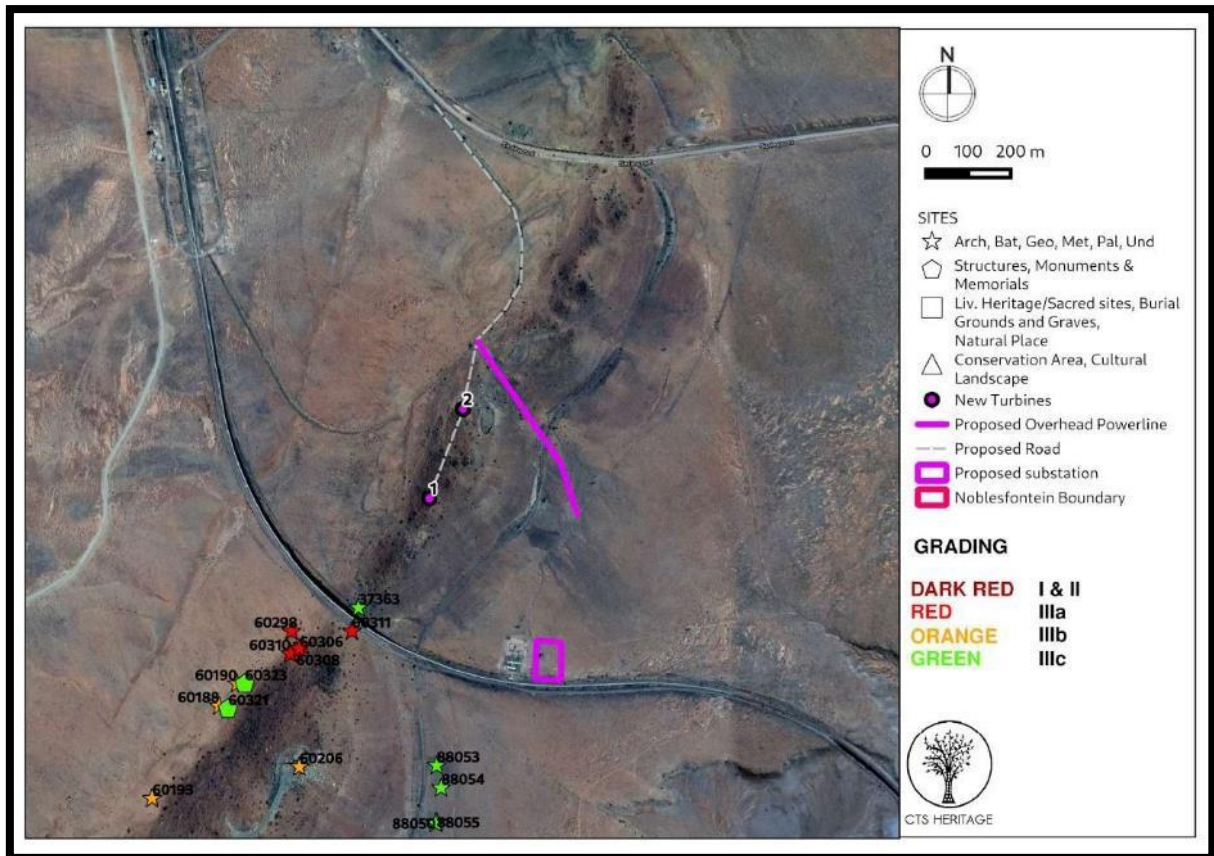 N
0 100 200 m
SITES
Arch, Bat, Geo, Met, Pal, Und
Structures, Monuments &
Memorials
Liv. Heritage/Sacred sites, Burial
Grounds and Graves,
Natural Place
Conservation Area, Cultural
Landscape
New Turbines
Proposed Overhead Powerline
Proposed Road
Proposed substation
Noblesfontein Boundary
GRADING
DARK RED I & II
RED IIIa
ORANGE IIIb
GREEN IIIc
CTS HERITAGE
2
1
37363
60298
60311
60310
60306
60308
60190
60323
60188
60321
60206
60193
88053
88054
88050
88055